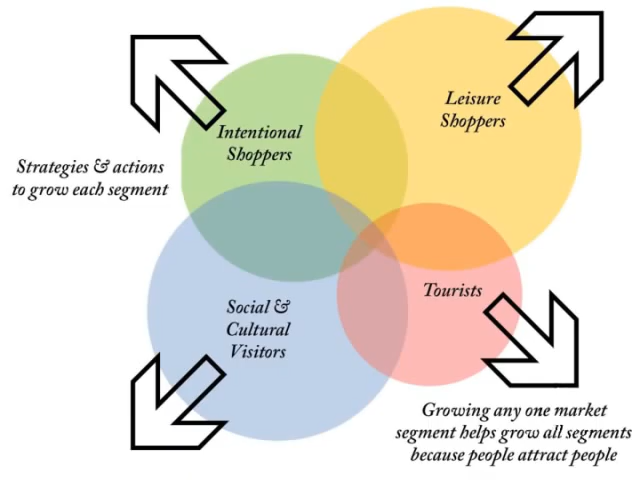 Leisure
Shoppers
Intentional
Shoppers
Strategies & actions
to grow each segment
Tourists
Social &
Cultural
Visitors
Growing any one market
segment helps grow all segments
because people attract people